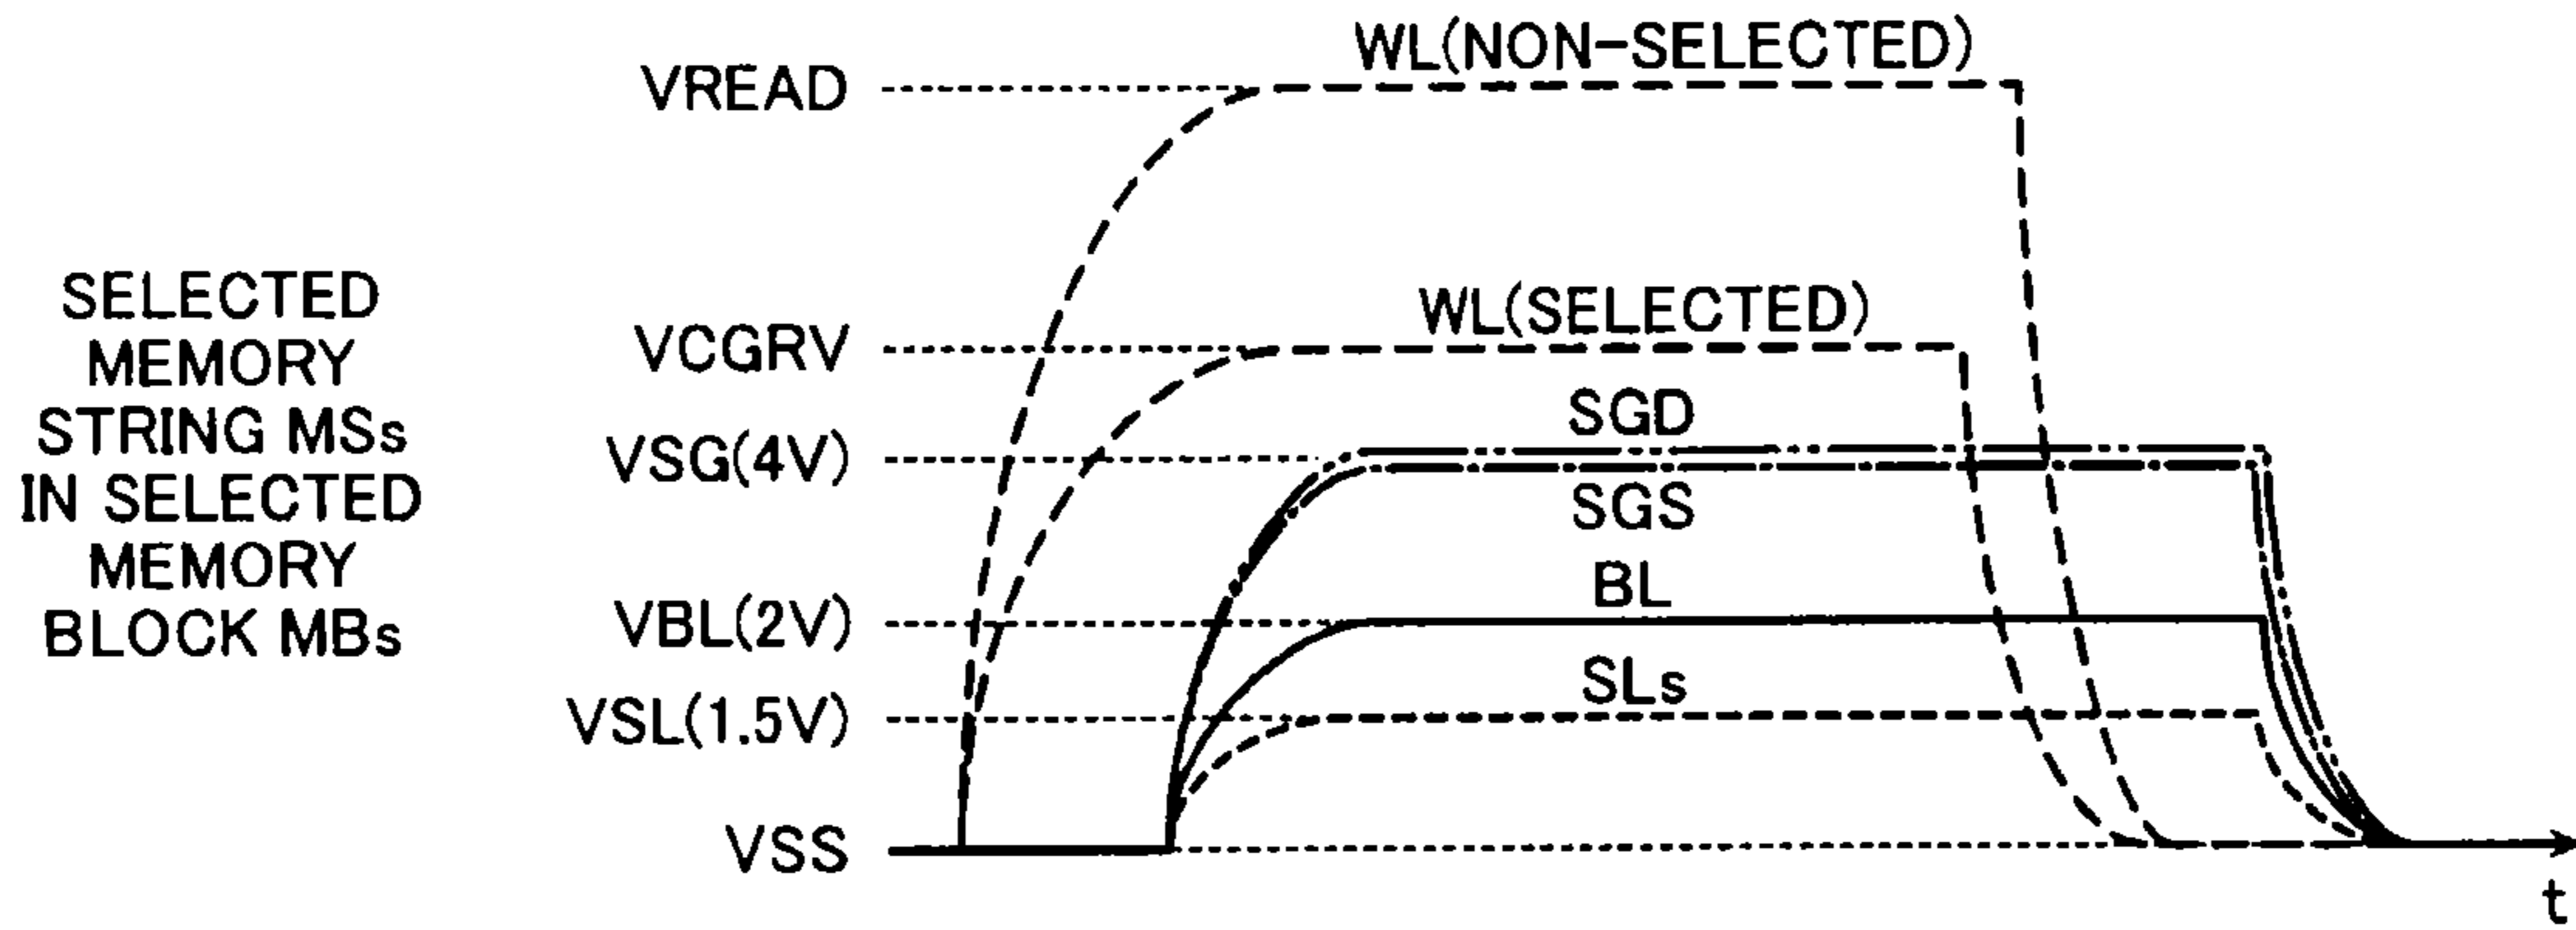 WL(NON-SELECTED)
VREAD
SELECTED
MEMORY
STRING MSs
IN SELECTED
MEMORY
BLOCK MBs
WL(SELECTED)
VCGRV
SGD
VSG(4V)
SGS
BL
VBL(2V)
SLs
VSL(1.5V)
VSS
t